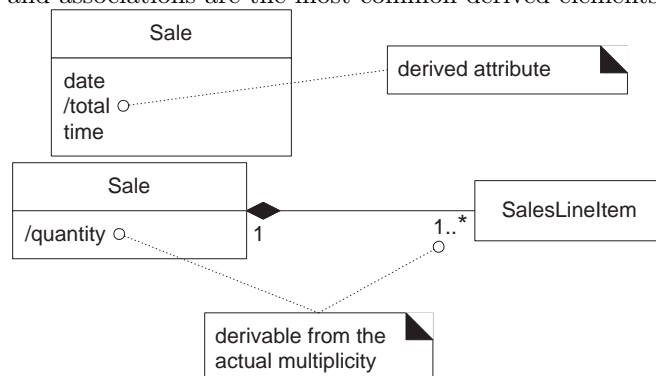 and associations are the most common derived elements
Sale
date
/total
time
derived attribute
Sale
/quantity
1
1..*
SalesLineItem
derivable from the
actual multiplicity